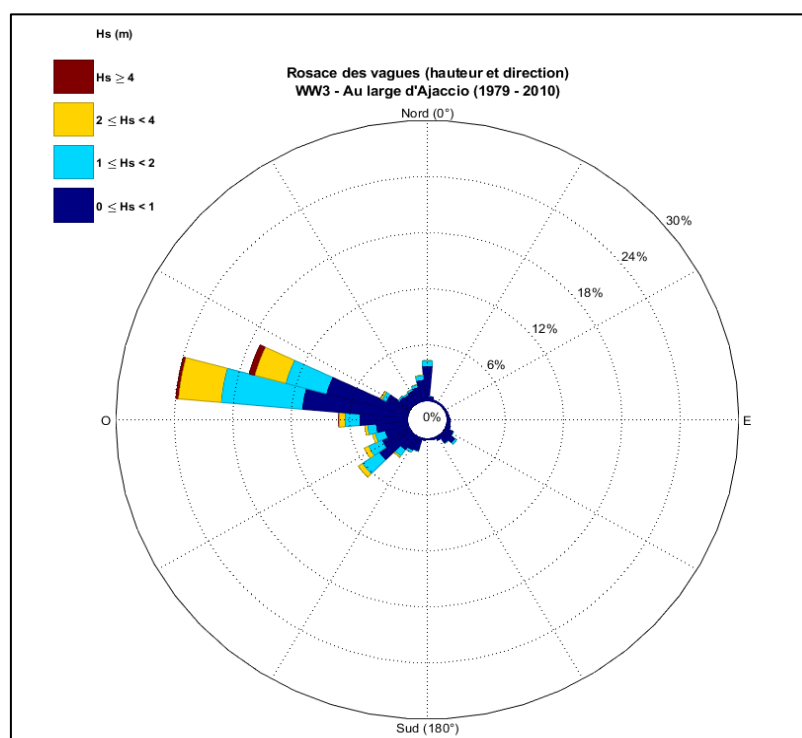 Hs (m)
Hs ≥ 4
2 ≤ Hs < 4
1 ≤ Hs < 2
0 ≤ Hs < 1
Rosace des vagues (hauteur et direction)
WW3 - Au large d'Ajaccio (1979 - 2010)
Nord (0°)
30%
24%
18%
12%
6%
0%
O
E
Sud (180°)